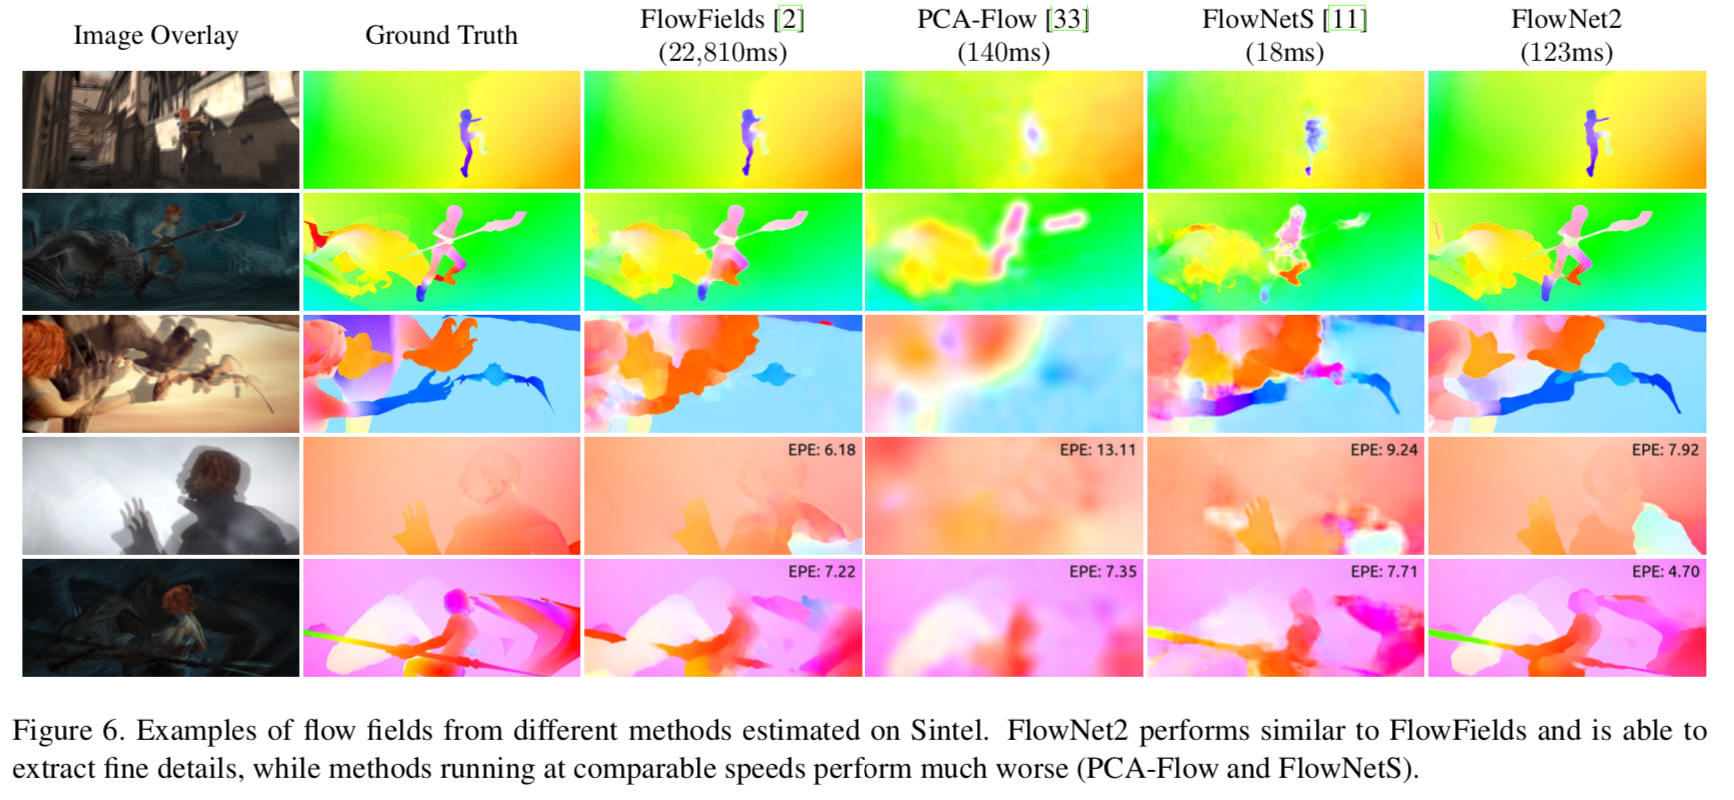 Image Overlay
Ground Truth
FlowFields [2]
(22,810ms)
PCA-Flow [33]
(140ms)
FlowNetS [11]
(18ms)
FlowNet2
(123ms)
EPE: 6.18
EPE: 13.11
EPE: 9.24
EPE: 7.92
EPE: 7.22
EPE: 7.35
EPE: 7.71
EPE: 4.70
Figure 6. Examples of flow fields from different methods estimated on Sintel. FlowNet2 performs similar to FlowFields and is able to
extract fine details, while methods running at comparable speeds perform much worse (PCA-Flow and FlowNetS).